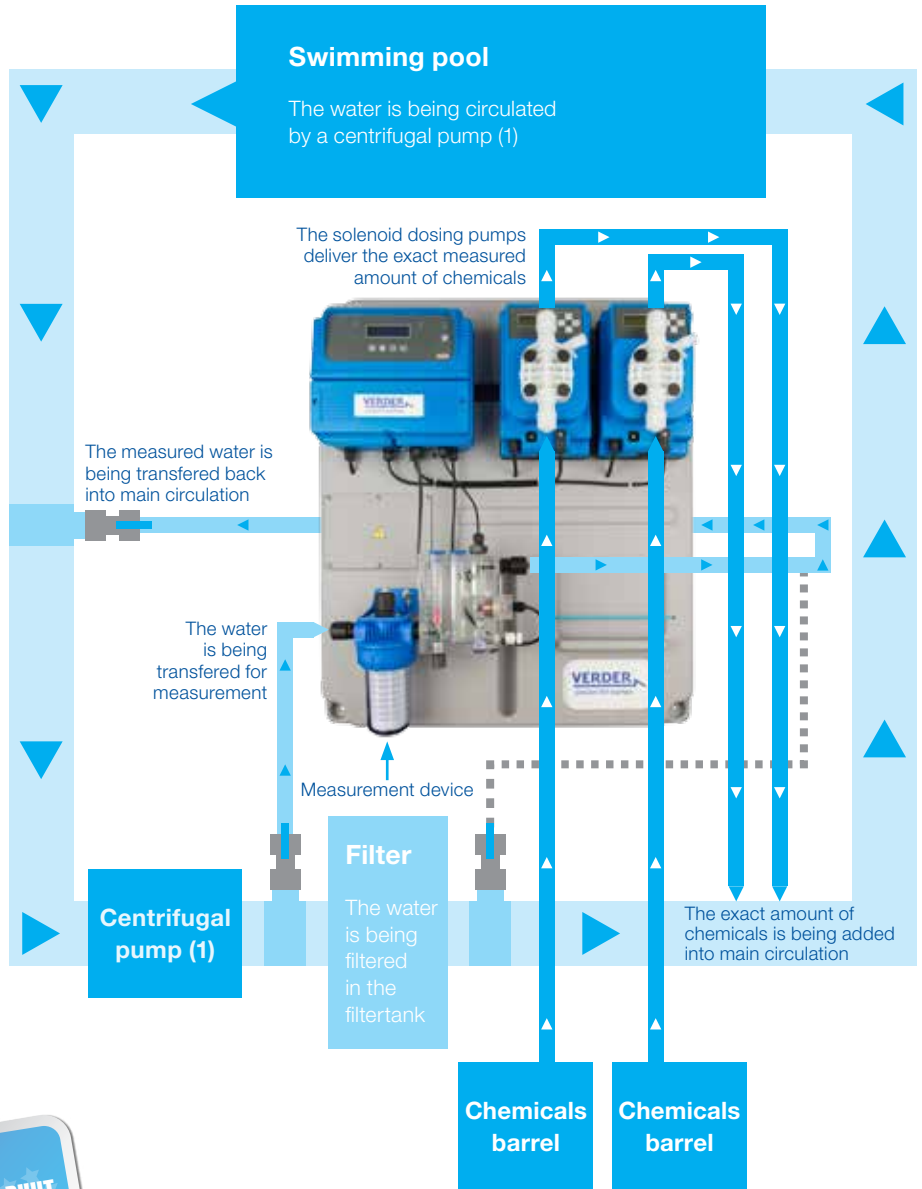 Swimming pool
The water is being circulated
by a centrifugal pump (1)
The solenoid dosing pumps
deliver the exact measured
amount of chemicals
VERDER
The measured water is
being transfered back
into main circulation
The water
is being
transfered for
measurement
VERDER
Measurement device
Filter
The water
is being
filtered
in the
filtertank
Centrifugal
pump (1)
The exact amount of
chemicals is being added
into main circulation
Chemicals
barrel
Chemicals
barrel